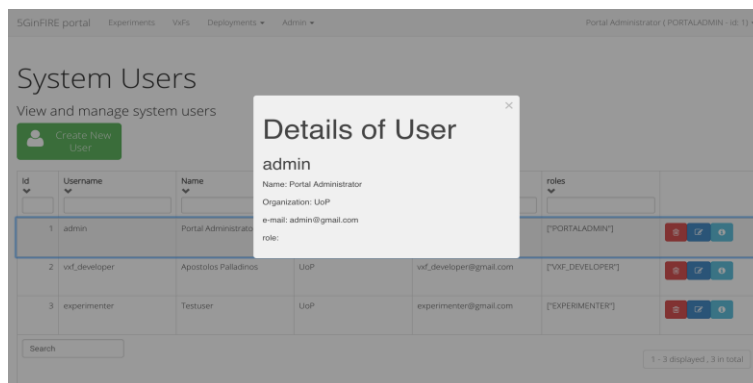 5GinFIRE portal Experiments VxFs Deployments Admin Portal Administrator ( PORTALADMIN - id: 1)
System Users
View and manage system users
Create New
User
Details of User
admin
Name: Portal Administrator
Organization: UoP
e-mail: admin@gmail.com
role:
Id Username Name roles
1 admin Portal Administrato ["PORTALADMIN"]
2 vxf_developer Apostolos Palladinos UoP vxf_developer@gmail.com ["VXF_DEVELOPER"]
3 experimenter Testuser UoP experimenter@gmail.com ["EXPERIMENTER"]
Search
1 - 3 displayed , 3 in total